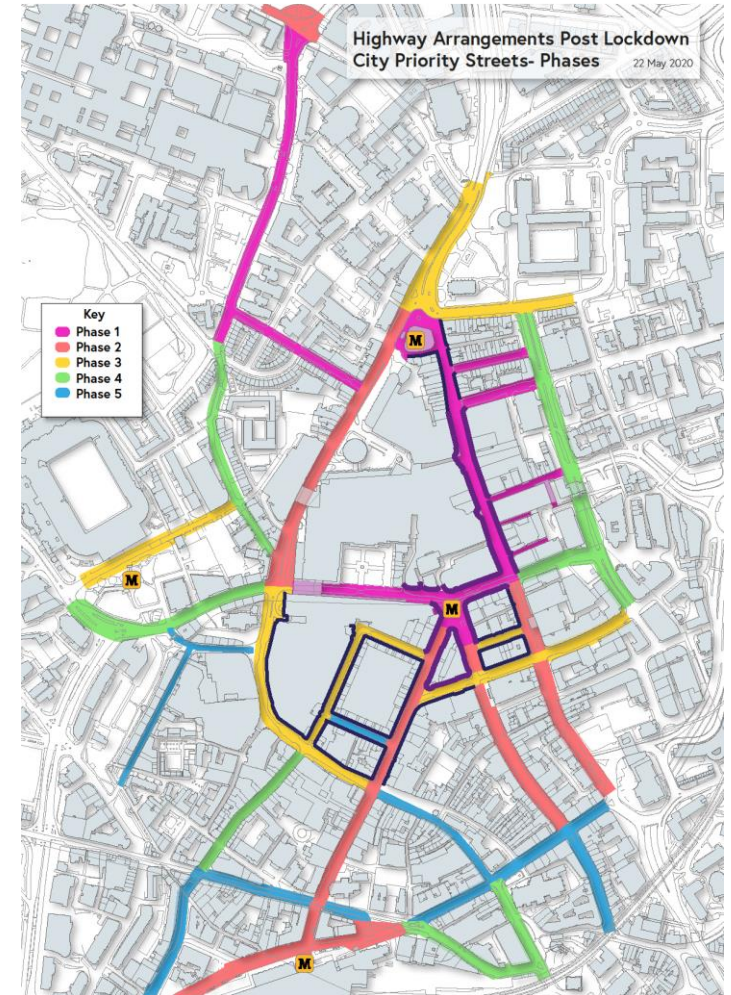 Highway Arrangements Post Lockdown
City Priority Streets- Phases 22 May 2020
Key
Phase 1
Phase 2
Phase 3
Phase 4
Phase 5
M
M
M
M